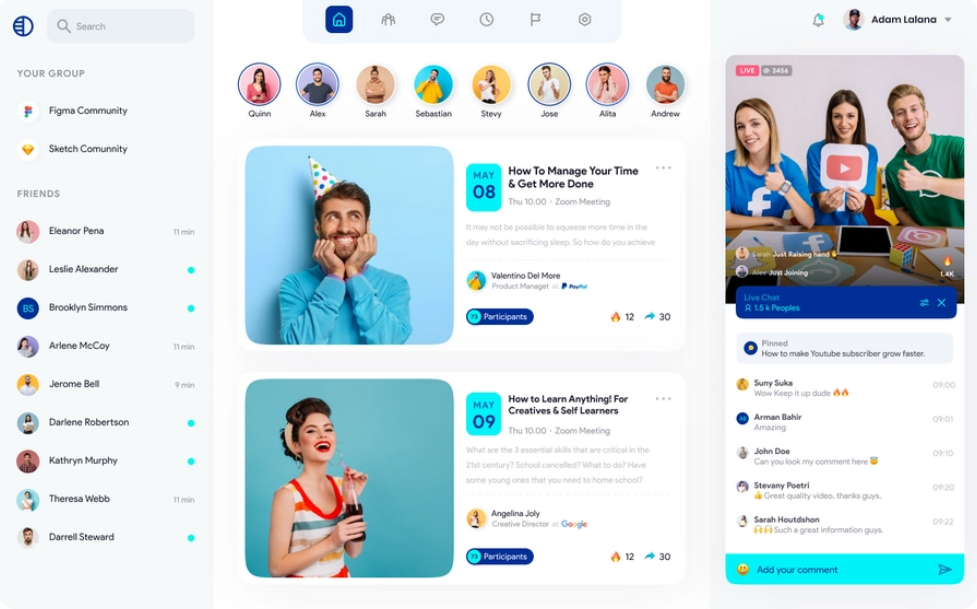 Search
YOUR GROUP
Figma Community
Sketch Comunnity
FRIENDS
Eleanor Pena 11 min
Leslie Alexander
BS Brooklyn Simmons
Arlene McCoy 11 min
Jerome Bell 9 min
Darlene Robertson
Kathryn Murphy
Theresa Webb 11 min
Darrell Steward
Quinn Alex Sarah Sebastian Stevy Jose Alita Andrew
MAY
08
How To Manage Your Time
& Get More Done
Thu 10.00 - Zoom Meeting
It may not be possible to squeeze more time in the
day without sacrificing sleep. So how do you achieve
Valentino Del More
Product Managet at PayPal
73 Participants 12 30
MAY
09
How to Learn Anything! For
Creatives & Self Learners
Thu 10.00 - Zoom Meeting
What are the 3 essential skills that are critical in the
21st century? School cancelled? What to do? Have
some young ones that you need to home school?
Angelina Joly
Creative Director at Google
73 Participants 12 30
Adam Lalana
LIVE 3456
Sarah Just Raising hand
Alex Just Joining
1.4K
Live Chat
1.5 k Peoples
Pinned
How to make Youtube subscriber grow faster.
Suny Suka 09:00
Wow Keep it up dude 🔥🔥
Arman Bahir 09:01
Amazing
John Doe 09:10
Can you look my comment here 😇
Stevany Poetri 09:20
👍 Great quality video, thanks guys.
Sarah Houtdshon 09:22
🙌🙌 Such a great information guys.
Add your comment